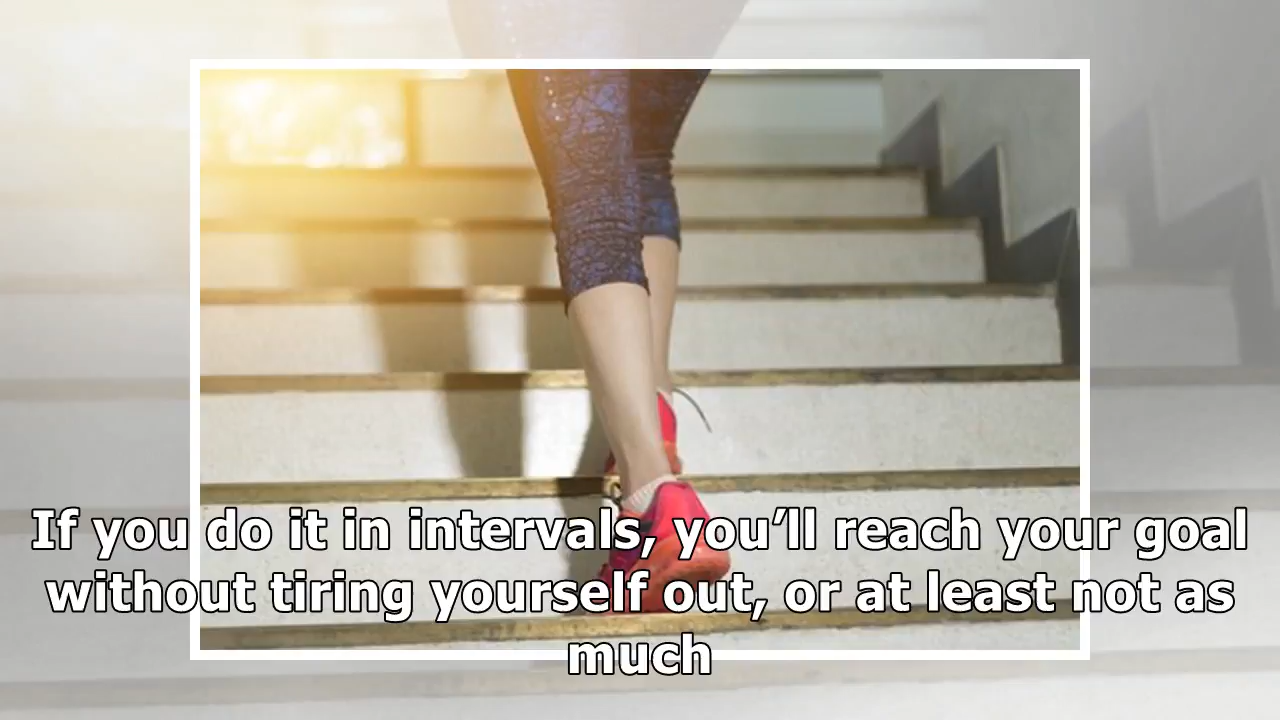 If you do it in intervals, you’ll reach your goal
without tiring yourself out, or at least not as
much